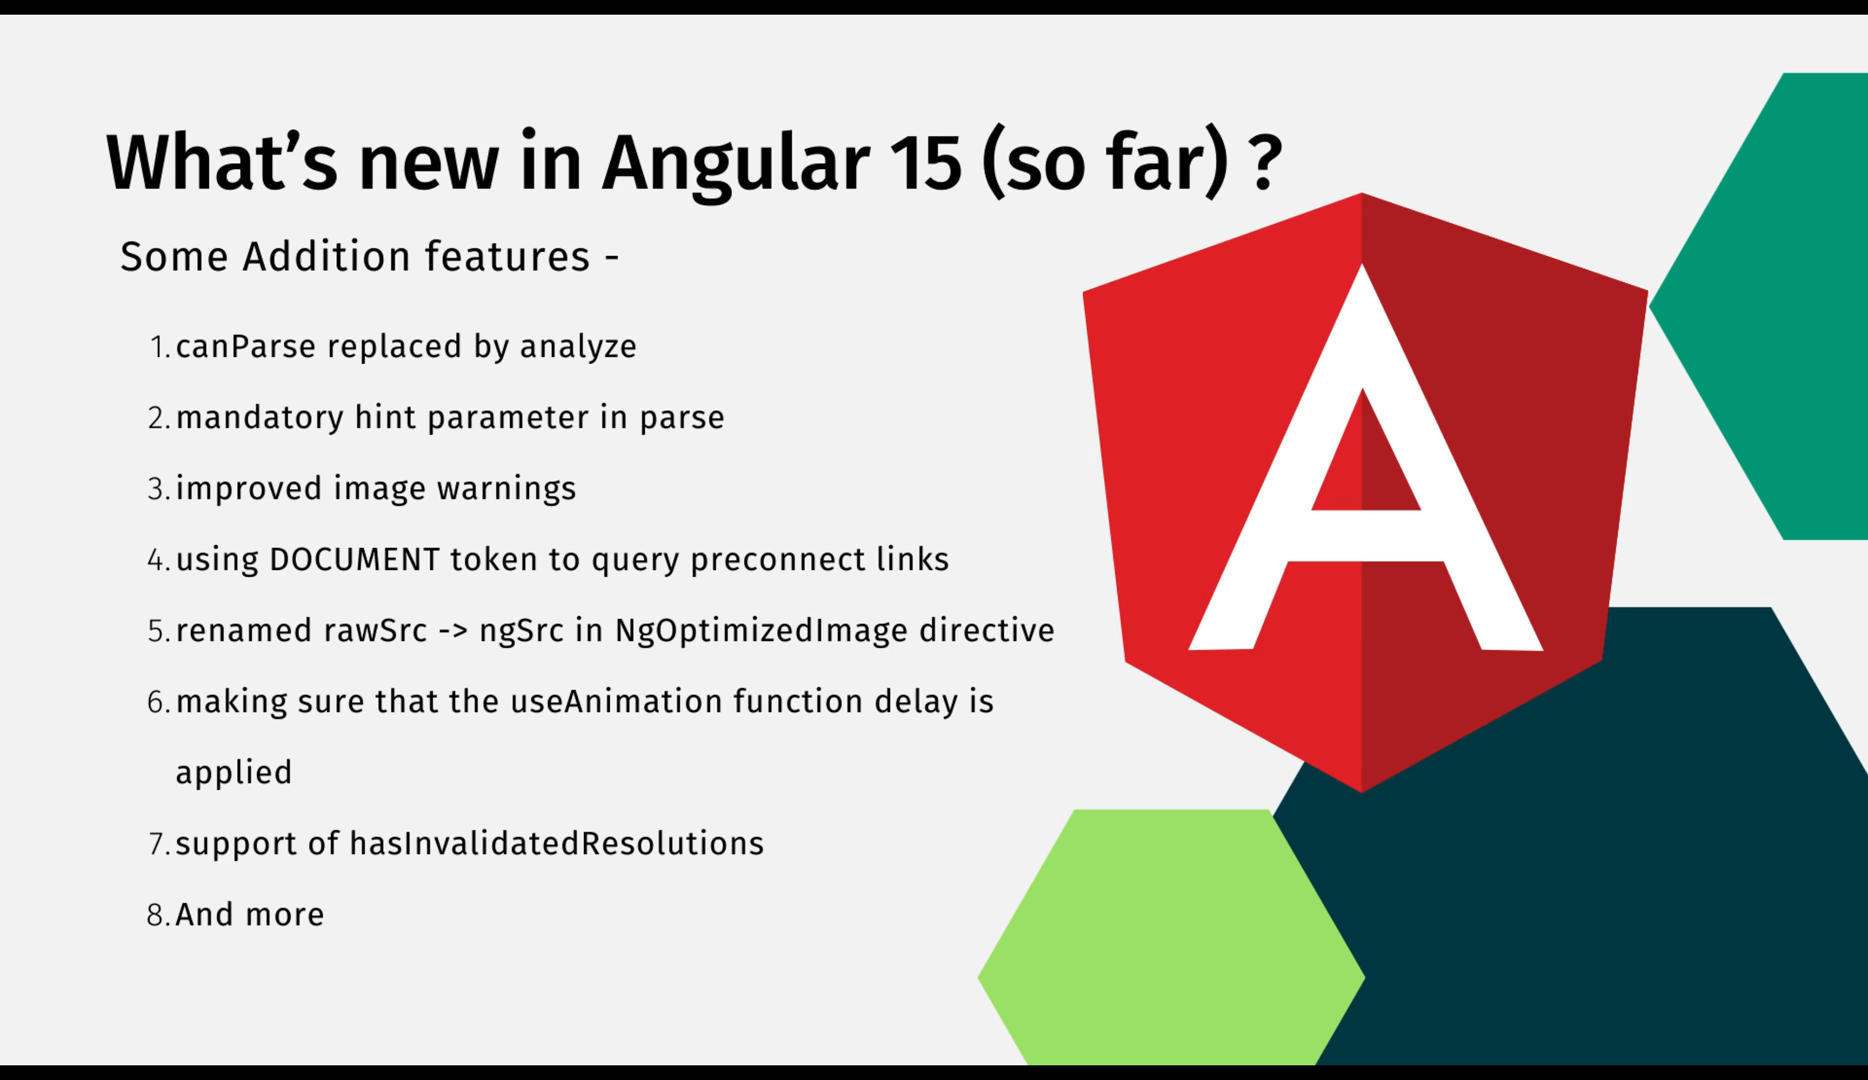 What’s new in Angular 15 (so far) ?
Some Addition features -
1. canParse replaced by analyze
2. mandatory hint parameter in parse
3. improved image warnings
4. using DOCUMENT token to query preconnect links
5. renamed rawSrc -> ngSrc in NgOptimizedImage directive
6. making sure that the useAnimation function delay is
applied
7. support of hasInvalidatedResolutions
8. And more
A